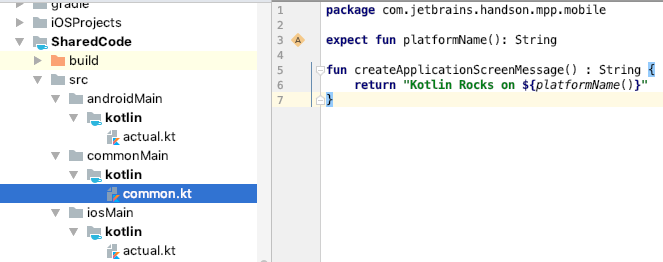 gradle
iOSProjects
SharedCode
build
src
androidMain
kotlin
actual.kt
commonMain
kotlin
common.kt
iosMain
kotlin
actual.kt
1 package com.jetbrains.handson.mpp.mobile
2
3 A expect fun platformName(): String
4
5 fun createApplicationScreenMessage() : String {
6 return "Kotlin Rocks on ${platformName()}"
7 }